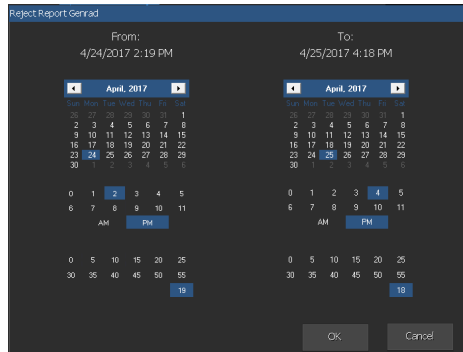 Reject Report Genrad
From: To:
4/24/2017 2:19 PM 4/25/2017 4:18 PM
April, 2017 April, 2017
Sun Mon Tue Wed Thu Fri Sat Sun Mon Tue Wed Thu Fri Sat
26 27 28 29 30 31 1 26 27 28 29 30 31 1
2 3 4 5 6 7 8 2 3 4 5 6 7 8
9 10 11 12 13 14 15 9 10 11 12 13 14 15
16 17 18 19 20 21 22 16 17 18 19 20 21 22
23 24 25 26 27 28 29 23 24 25 26 27 28 29
30 1 2 3 4 5 6 30 1 2 3 4 5 6
0 1 2 3 4 5 0 1 2 3 4 5
6 7 8 9 10 11 6 7 8 9 10 11
AM PM AM PM
0 5 10 15 20 25 0 5 10 15 20 25
30 35 40 45 50 55 30 35 40 45 50 55
19 18
OK Cancel